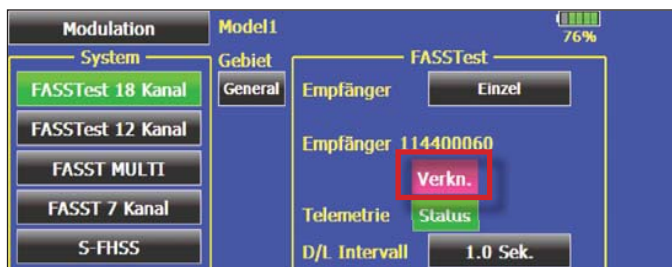 Modulation
Model1
76%
System
Gebiet
FASSTest
FASSTest 18 Kanal
General
Empfänger
Einzel
FASSTest 12 Kanal
Empfänger 114400060
FASST MULTI
Verkn.
FASST 7 Kanal
Telemetrie
Status
S-FHSS
D/L Intervall
1.0 Sek.